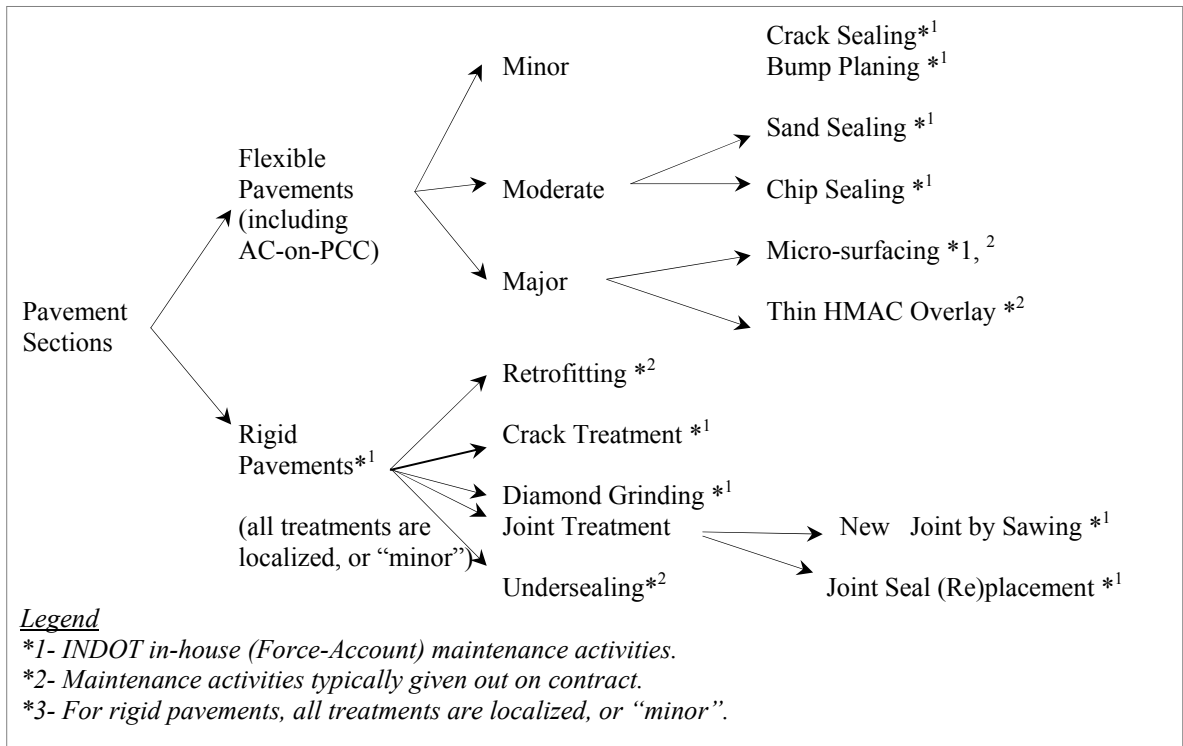 Pavement
Sections
Flexible
Pavements
(including
AC-on-PCC)
Minor
Crack Sealing*1
Bump Planing *1
Moderate
Sand Sealing *1
Chip Sealing *1
Major
Micro-surfacing *1, 2
Thin HMAC Overlay *2
Rigid
Pavements*1
(all treatments are
localized, or “minor”)
Retrofitting *2
Crack Treatment *1
Diamond Grinding *1
Joint Treatment
New Joint by Sawing *1
Joint Seal (Re)placement *1
Undersealing*2
Legend
*1- INDOT in-house (Force-Account) maintenance activities.
*2- Maintenance activities typically given out on contract.
*3- For rigid pavements, all treatments are localized, or “minor”.